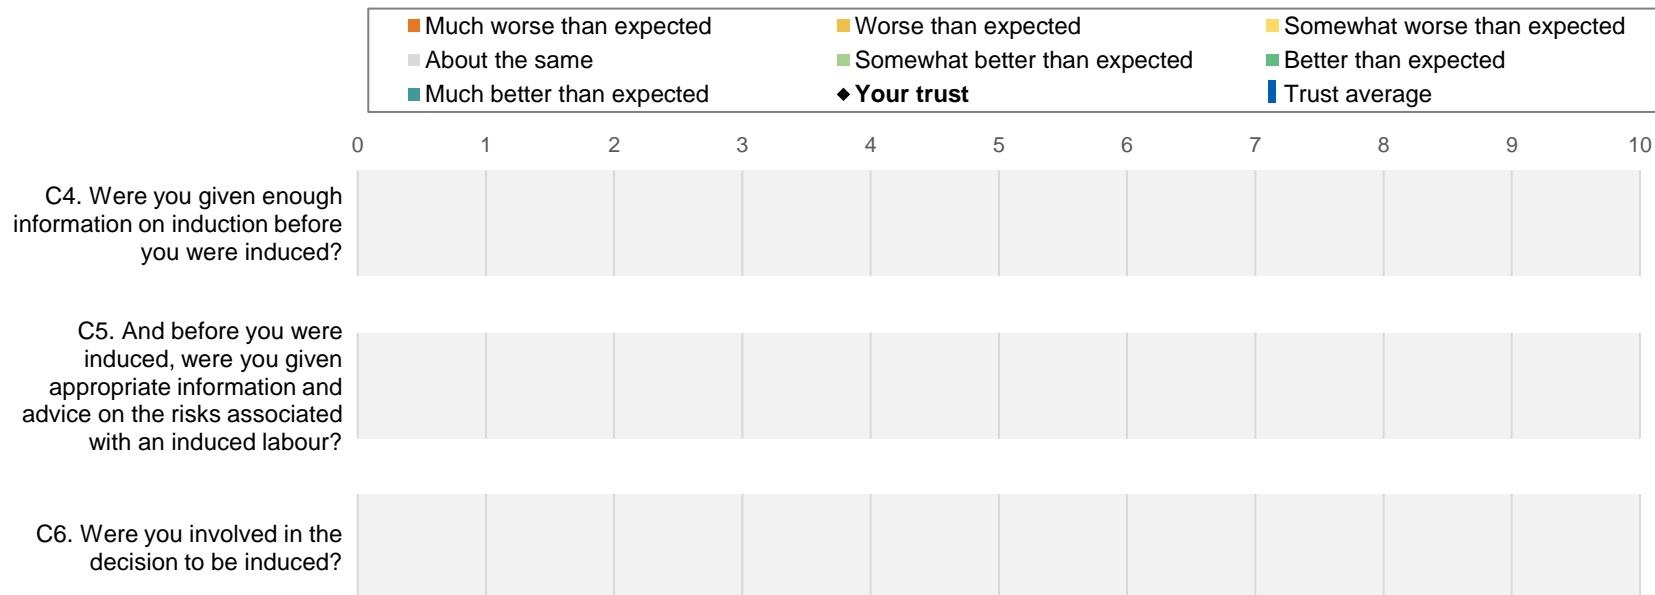 Much worse than expected
Worse than expected
Somewhat worse than expected
About the same
Somewhat better than expected
Better than expected
Much better than expected
Your trust
Trust average
0 1 2 3 4 5 6 7 8 9 10
C4. Were you given enough
information on induction before
you were induced?
C5. And before you were
induced, were you given
appropriate information and
advice on the risks associated
with an induced labour?
C6. Were you involved in the
decision to be induced?